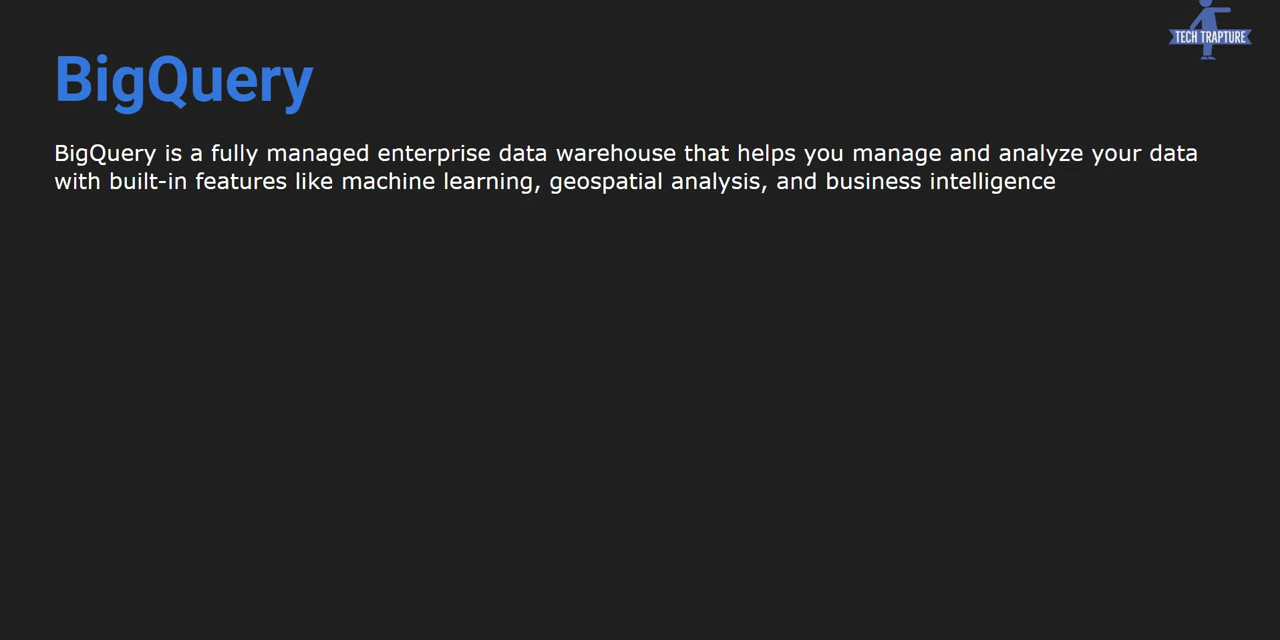 TECH TRAPTURE
BigQuery
BigQuery is a fully managed enterprise data warehouse that helps you manage and analyze your data
with built-in features like machine learning, geospatial analysis, and business intelligence